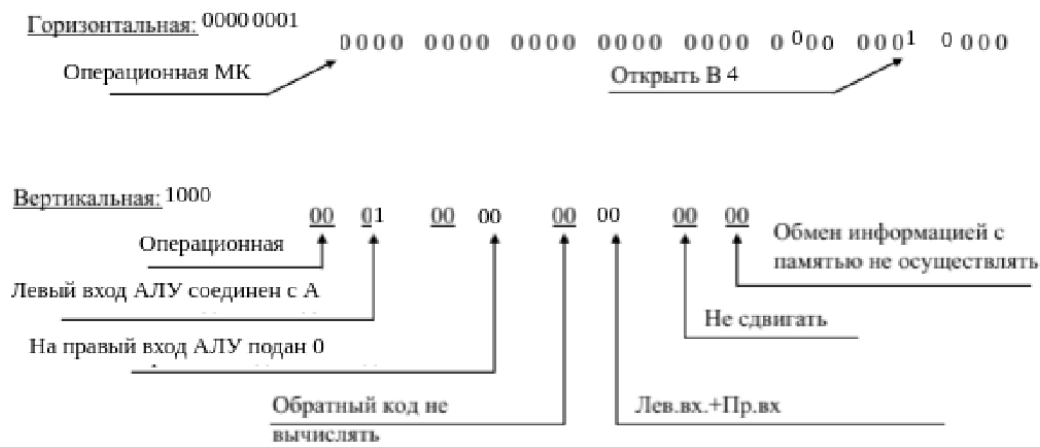 Горизонтальная: 00000001
0000 0000 0000 0000 0000 0000 0001 0000
Операционная МК
Открыть В 4
Вертикальная: 1000
00 01 00 00 00 00 00 00
Операционная
Обмен информацией с
памятью не осуществлять
Левый вход АЛУ соединен с А
Не сдвигать
На правый вход АЛУ подан 0
Обратный код не
вычислять
Лев.вх.+Пр.вх